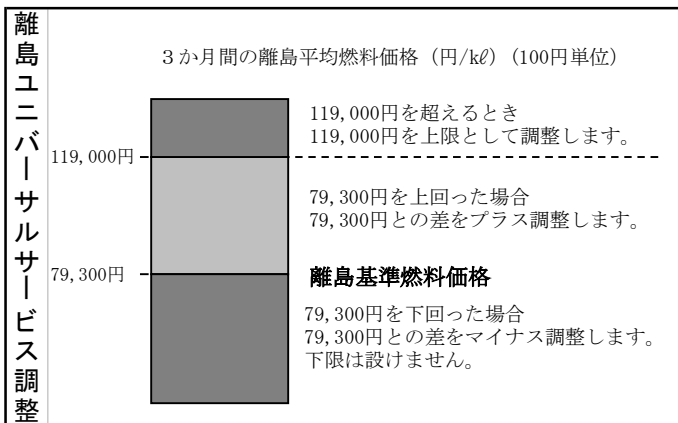 離島ユニバーサルサービス調整
３か月間の離島平均燃料価格（円/kℓ）(100円単位）
119,000円を超えるとき
119,000円を上限として調整します。
119,000円
79,300円を上回った場合
79,300円との差をプラス調整します。
79,300円
離島基準燃料価格
79,300円を下回った場合
79,300円との差をマイナス調整します。
下限は設けません。